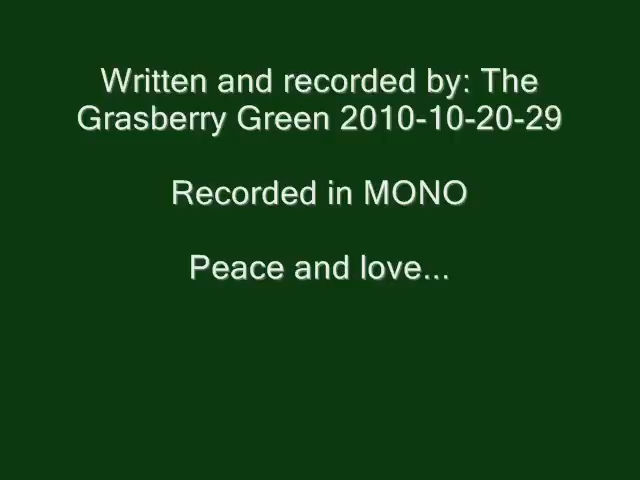 Written and recorded by: The
Grasberry Green 2010-10-20-29
Recorded in MONO
Peace and love...